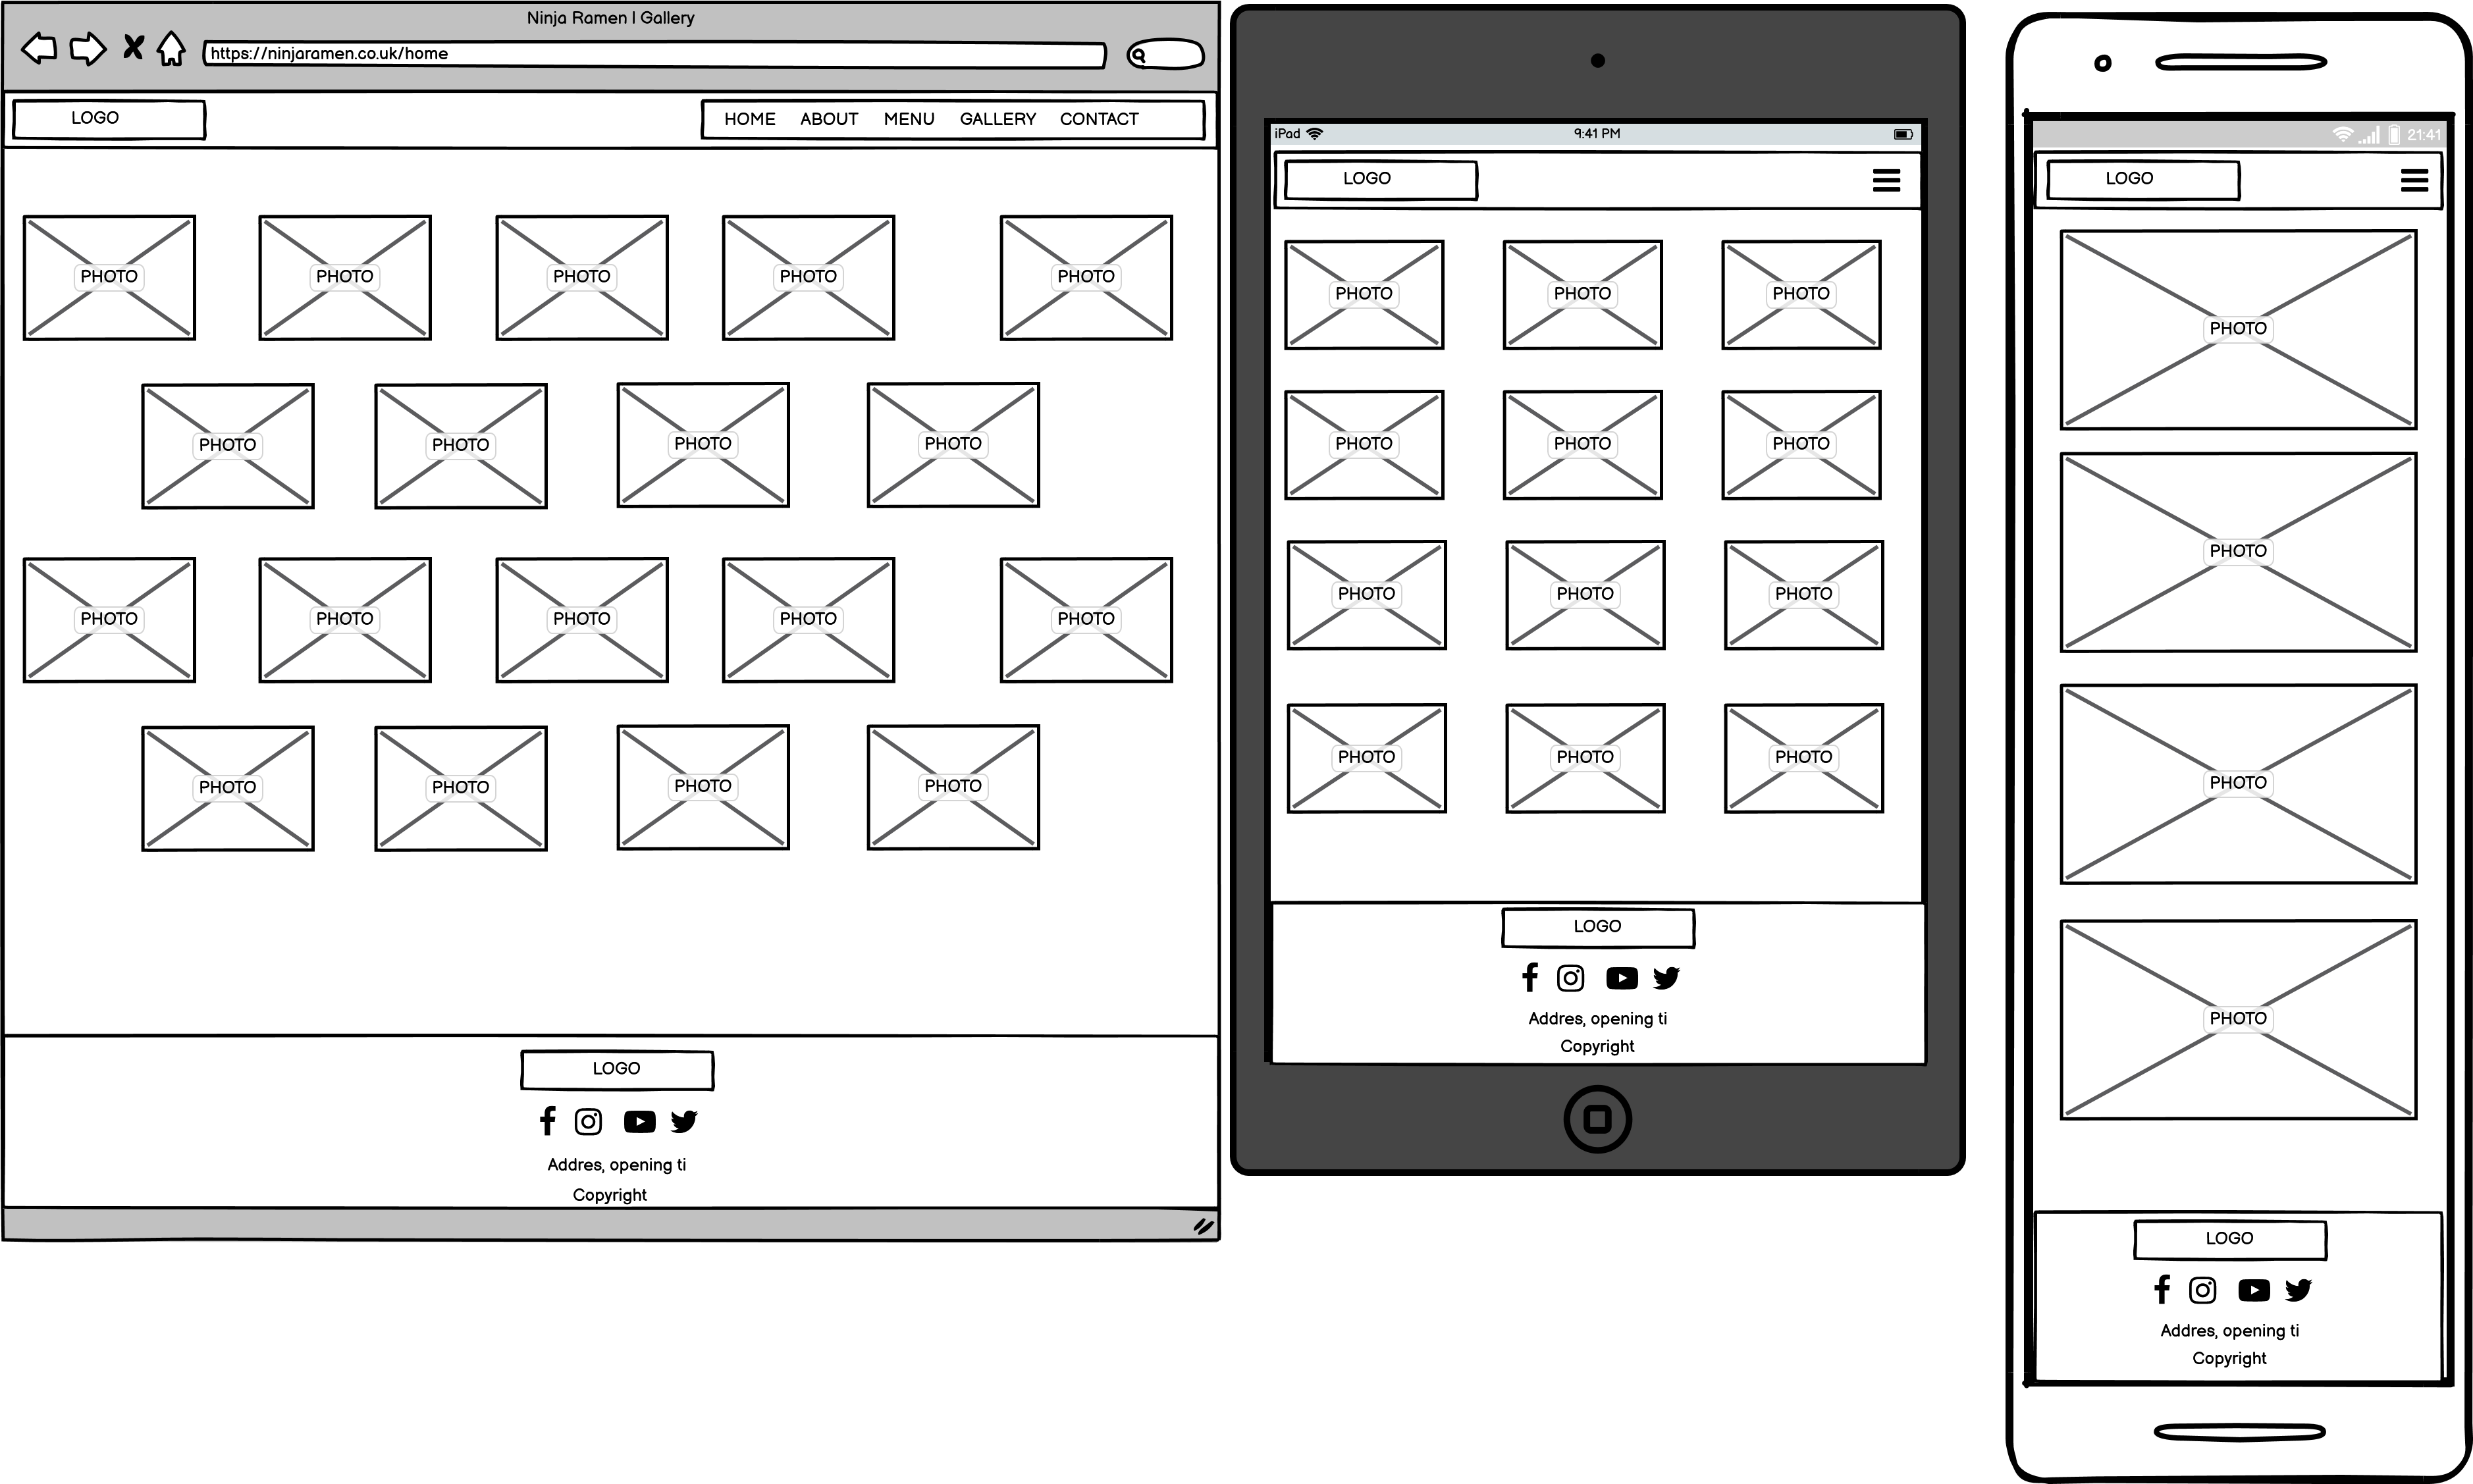 Ninja Ramen | Gallery
https://ninjaramen.co.uk/home
LOGO
HOME ABOUT MENU GALLERY CONTACT
PHOTO PHOTO PHOTO PHOTO PHOTO
PHOTO PHOTO PHOTO PHOTO
PHOTO PHOTO PHOTO PHOTO PHOTO
PHOTO PHOTO PHOTO PHOTO
LOGO
Addres, opening ti
Copyright
iPad 9:41 PM
LOGO
PHOTO PHOTO PHOTO
PHOTO PHOTO PHOTO
PHOTO PHOTO PHOTO
PHOTO PHOTO PHOTO
LOGO
Addres, opening ti
Copyright
21:41
LOGO
PHOTO
PHOTO
PHOTO
PHOTO
LOGO
Addres, opening ti
Copyright